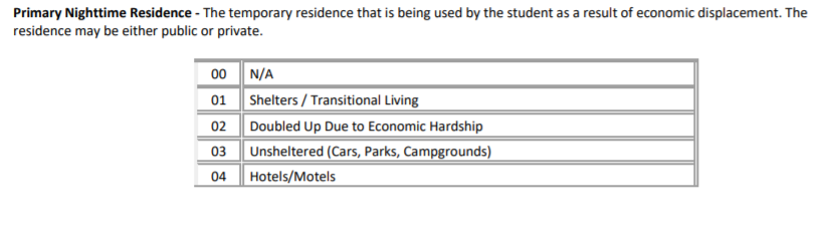 Primary Nighttime Residence - The temporary residence that is being used by the student as a result of economic displacement. The
residence may be either public or private.
00 N/A
01 Shelters / Transitional Living
02 Doubled Up Due to Economic Hardship
03 Unsheltered (Cars, Parks, Campgrounds)
04 Hotels/Motels